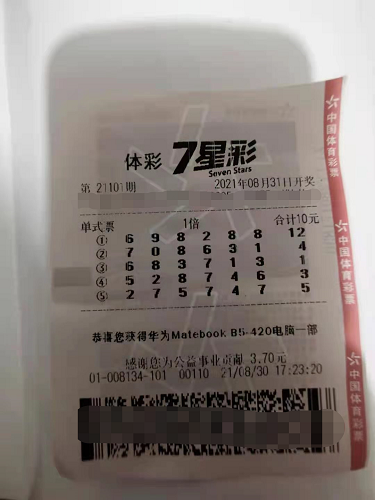 体彩 7星彩
Seven Stars
第 21101期 2021年08月31日开奖
单式票 1倍 合计10元
① 6 9 8 2 8 8 12
② 7 0 8 6 3 1 4
③ 6 8 3 7 1 3 1
④ 5 2 8 7 4 6 3
⑤ 2 7 5 7 4 7 5
恭喜您获得华为Matebook B5-420电脑一部
感谢您为公益事业贡献 3.70元
01-008134-101 00110 21/08/30 17:23:20
中国体育彩票
中国体育彩票
中国体育彩票